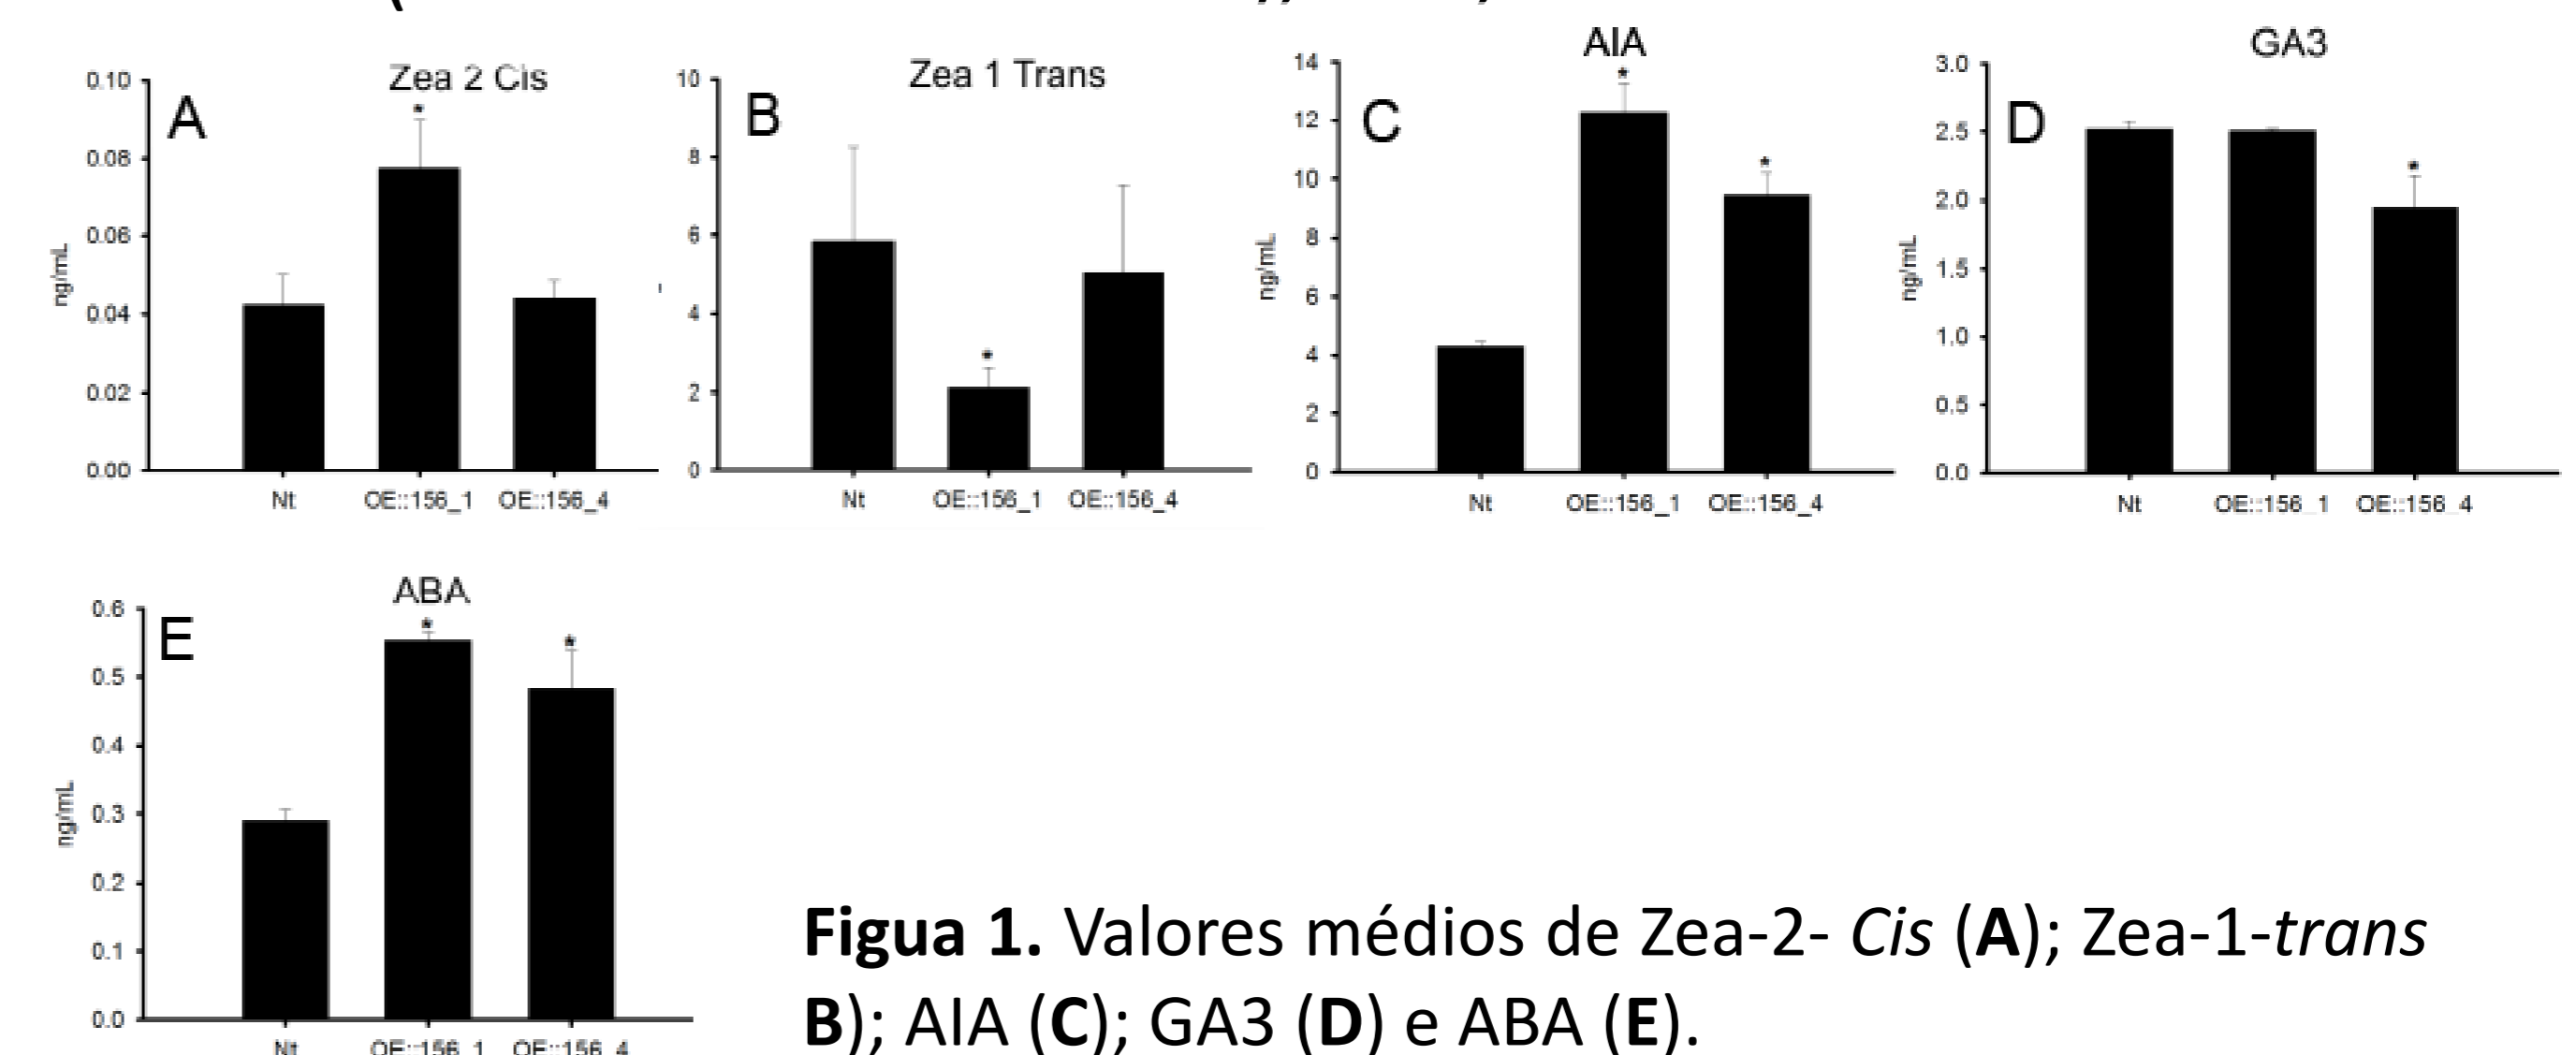 Zea 2 Cis
A
*
0.10
0.08
0.06
0.04
0.02
0.00
ng/mL
Nt OE::156_1 OE::156_4
Zea 1 Trans
B
*
10
8
6
4
2
0
Nt OE::156_1 OE::156_4
AIA
C
*
*
14
12
10
8
6
4
2
0
ng/mL
Nt OE::156_1 OE::156_4
GA3
D
*
3.0
2.5
2.0
1.5
1.0
0.5
0.0
ng/mL
Nt OE::156_1 OE::156_4
ABA
E
*
*
0.6
0.5
0.4
0.3
0.2
0.1
0.0
ng/mL
Nt OE::156_1 OE::156_4
Figua 1. Valores médios de Zea-2- Cis (A); Zea-1-trans
B); AIA (C); GA3 (D) e ABA (E).